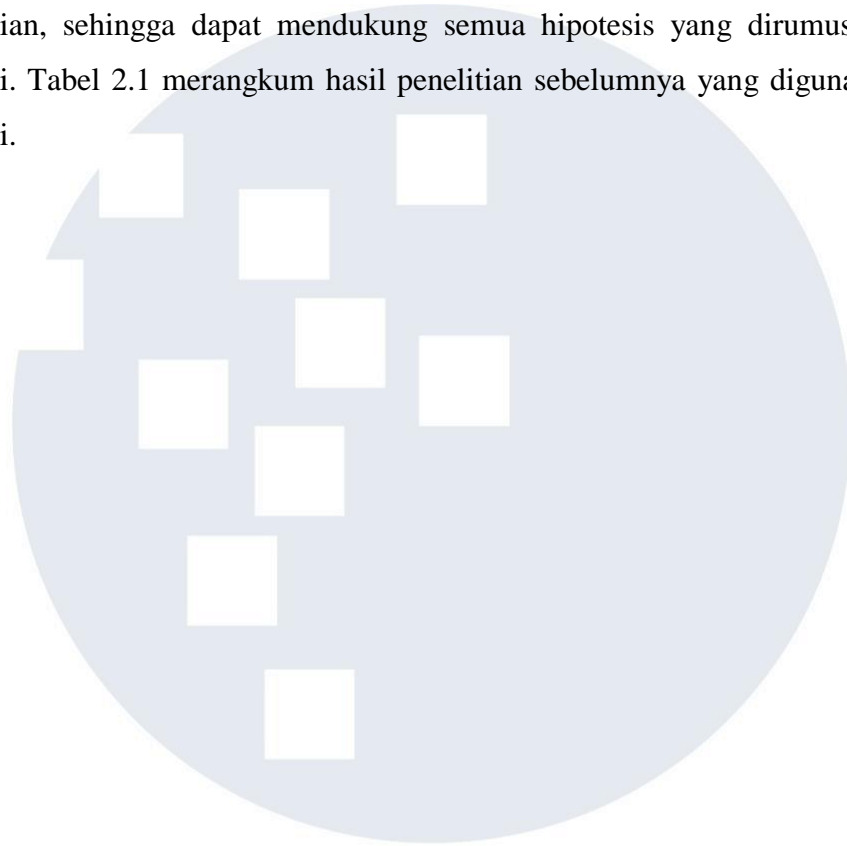 ian, sehingga dapat mendukung semua hipotesis yang dirumus
i. Tabel 2.1 merangkum hasil penelitian sebelumnya yang diguna
i.